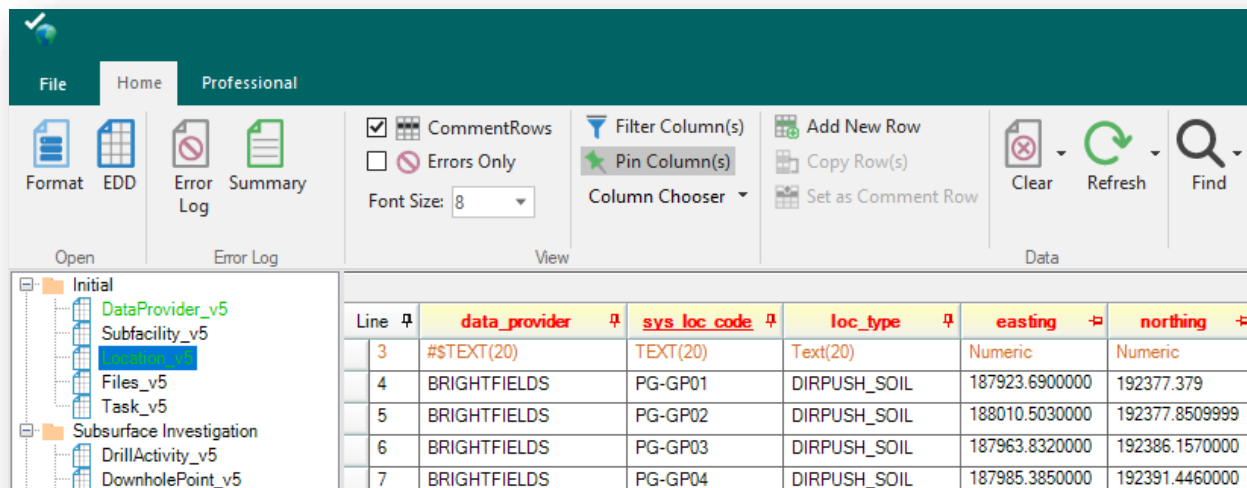 File Home Professional
CommentRows Filter Column(s) Add New Row
Errors Only Pin Column(s) Copy Row(s)
Format EDD Error Log Summary Font Size: 8 Column Chooser Set as Comment Row Clear Refresh Find
Open Error Log View Data
Initial
DataProvider_v5
Subfacility_v5
Location_v5
Files_v5
Task_v5
Subsurface Investigation
DrillActivity_v5
DownholePoint_v5
Line data_provider sys_loc_code loc_type easting northing
3 #$TEXT(20) TEXT(20) Text(20) Numeric Numeric
4 BRIGHTFIELDS PG-GP01 DIRPUSH_SOIL 187923.6900000 192377.379
5 BRIGHTFIELDS PG-GP02 DIRPUSH_SOIL 188010.5030000 192377.8509999
6 BRIGHTFIELDS PG-GP03 DIRPUSH_SOIL 187963.8320000 192386.1570000
7 BRIGHTFIELDS PG-GP04 DIRPUSH_SOIL 187985.3850000 192391.4460000